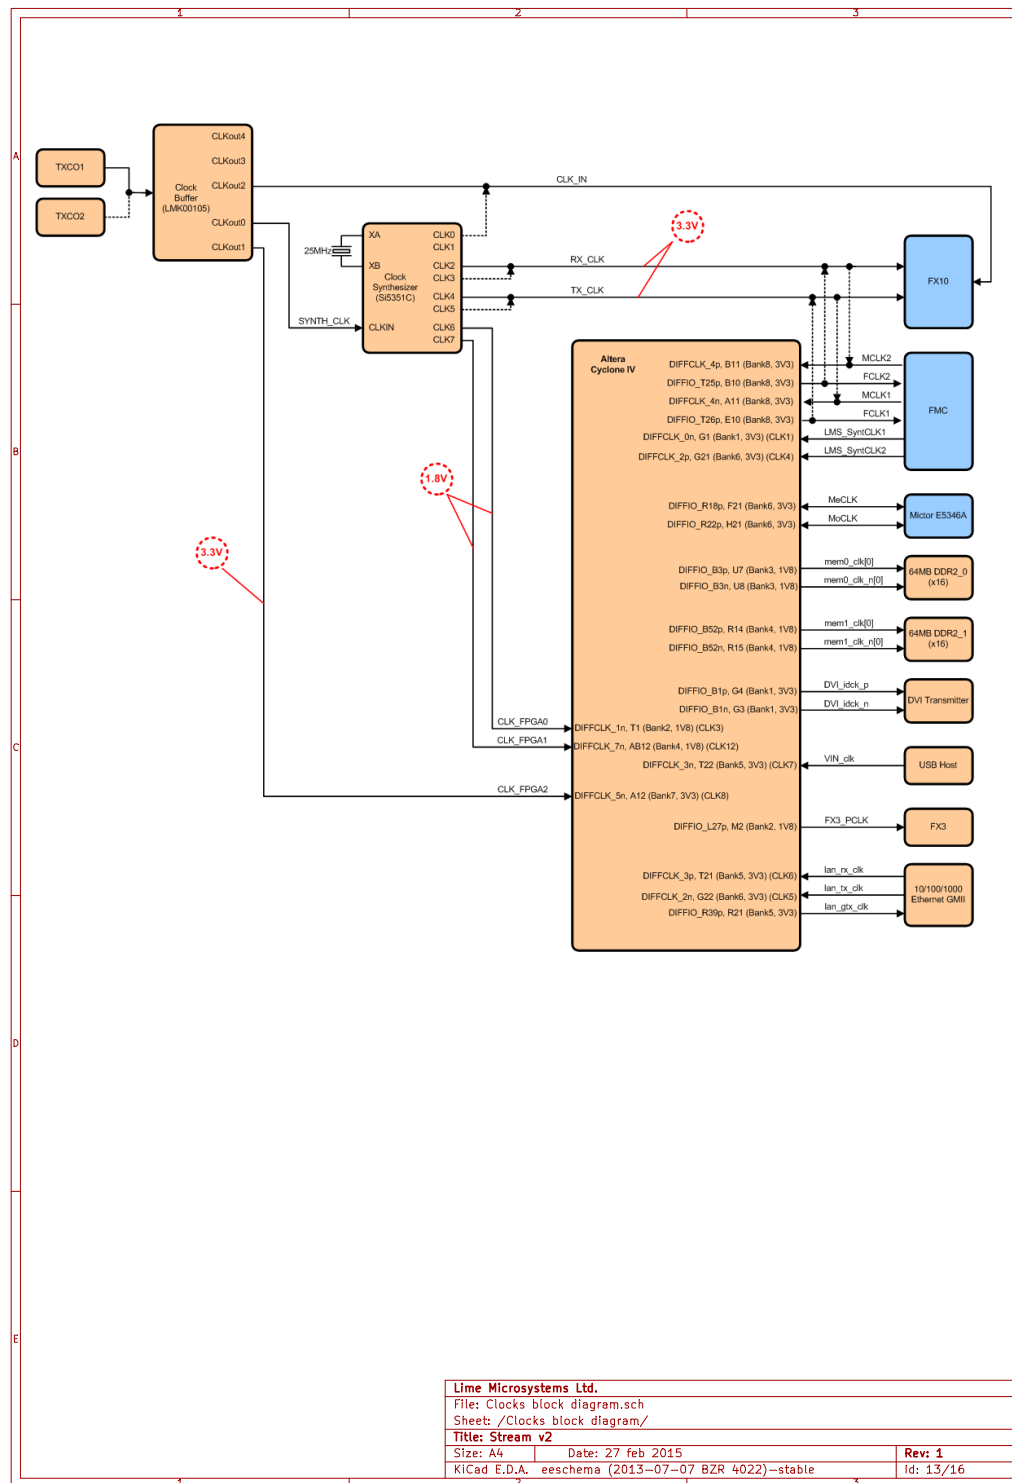 1
2
3
A
CLKout4
CLKout3
CLKout2
CLKout0
CLKout1
TXCO1
TXCO2
Clock
Buffer
(LMK00105)
CLK_IN
XA
XB
25MHz
Clock
Synthesizer
(Si5351C)
CLK0
CLK1
CLK2
CLK3
CLK4
CLK5
CLK6
CLK7
SYNTH_CLK
CLKIN
3.3V
RX_CLK
TX_CLK
FX10
Altera
Cyclone IV
DIFFCLK_4p, B11 (Bank8, 3V3)
MCLK2
DIFFIO_T25p, B10 (Bank8, 3V3)
FCLK2
DIFFCLK_4n, A11 (Bank8, 3V3)
MCLK1
FMC
DIFFIO_T26p, E10 (Bank8, 3V3)
FCLK1
DIFFCLK_0n, G1 (Bank1, 3V3) (CLK1)
LMS_SyntCLK1
DIFFCLK_2p, G21 (Bank6, 3V3) (CLK4)
LMS_SyntCLK2
B
1.8V
DIFFIO_R18p, F21 (Bank6, 3V3)
MeCLK
DIFFIO_R22p, H21 (Bank6, 3V3)
MoCLK
Mictor E5346A
3.3V
DIFFIO_B3p, U7 (Bank3, 1V8)
mem0_clk[0]
DIFFIO_B3n, U8 (Bank3, 1V8)
mem0_clk_n[0]
64MB DDR2_0
(x16)
DIFFIO_B52p, R14 (Bank4, 1V8)
mem1_clk[0]
DIFFIO_B52n, R15 (Bank4, 1V8)
mem1_clk_n[0]
64MB DDR2_1
(x16)
DIFFIO_B1p, G4 (Bank1, 3V3)
DVI_idck_p
DIFFIO_B1n, G3 (Bank1, 3V3)
DVI_idck_n
DVI Transmitter
CLK_FPGA0
DIFFCLK_1n, T1 (Bank2, 1V8) (CLK3)
C
CLK_FPGA1
DIFFCLK_7n, AB12 (Bank4, 1V8) (CLK12)
DIFFCLK_3n, T22 (Bank5, 3V3) (CLK7)
VIN_clk
USB Host
CLK_FPGA2
DIFFCLK_5n, A12 (Bank7, 3V3) (CLK8)
DIFFIO_L27p, M2 (Bank2, 1V8)
FX3_PCLK
FX3
DIFFCLK_3p, T21 (Bank5, 3V3) (CLK6)
lan_rx_clk
DIFFCLK_2n, G22 (Bank6, 3V3) (CLK5)
lan_tx_clk
DIFFIO_R39p, R21 (Bank5, 3V3)
lan_gtx_clk
10/100/1000
Ethernet GMII
D
E
Lime Microsystems Ltd.
File: Clocks block diagram.sch
Sheet: /Clocks block diagram/
Title: Stream v2
Size: A4 Date: 27 feb 2015 Rev: 1
KiCad E.D.A. eeschema (2013-07-07 BZR 4022)-stable Id: 13/16
1
2
3